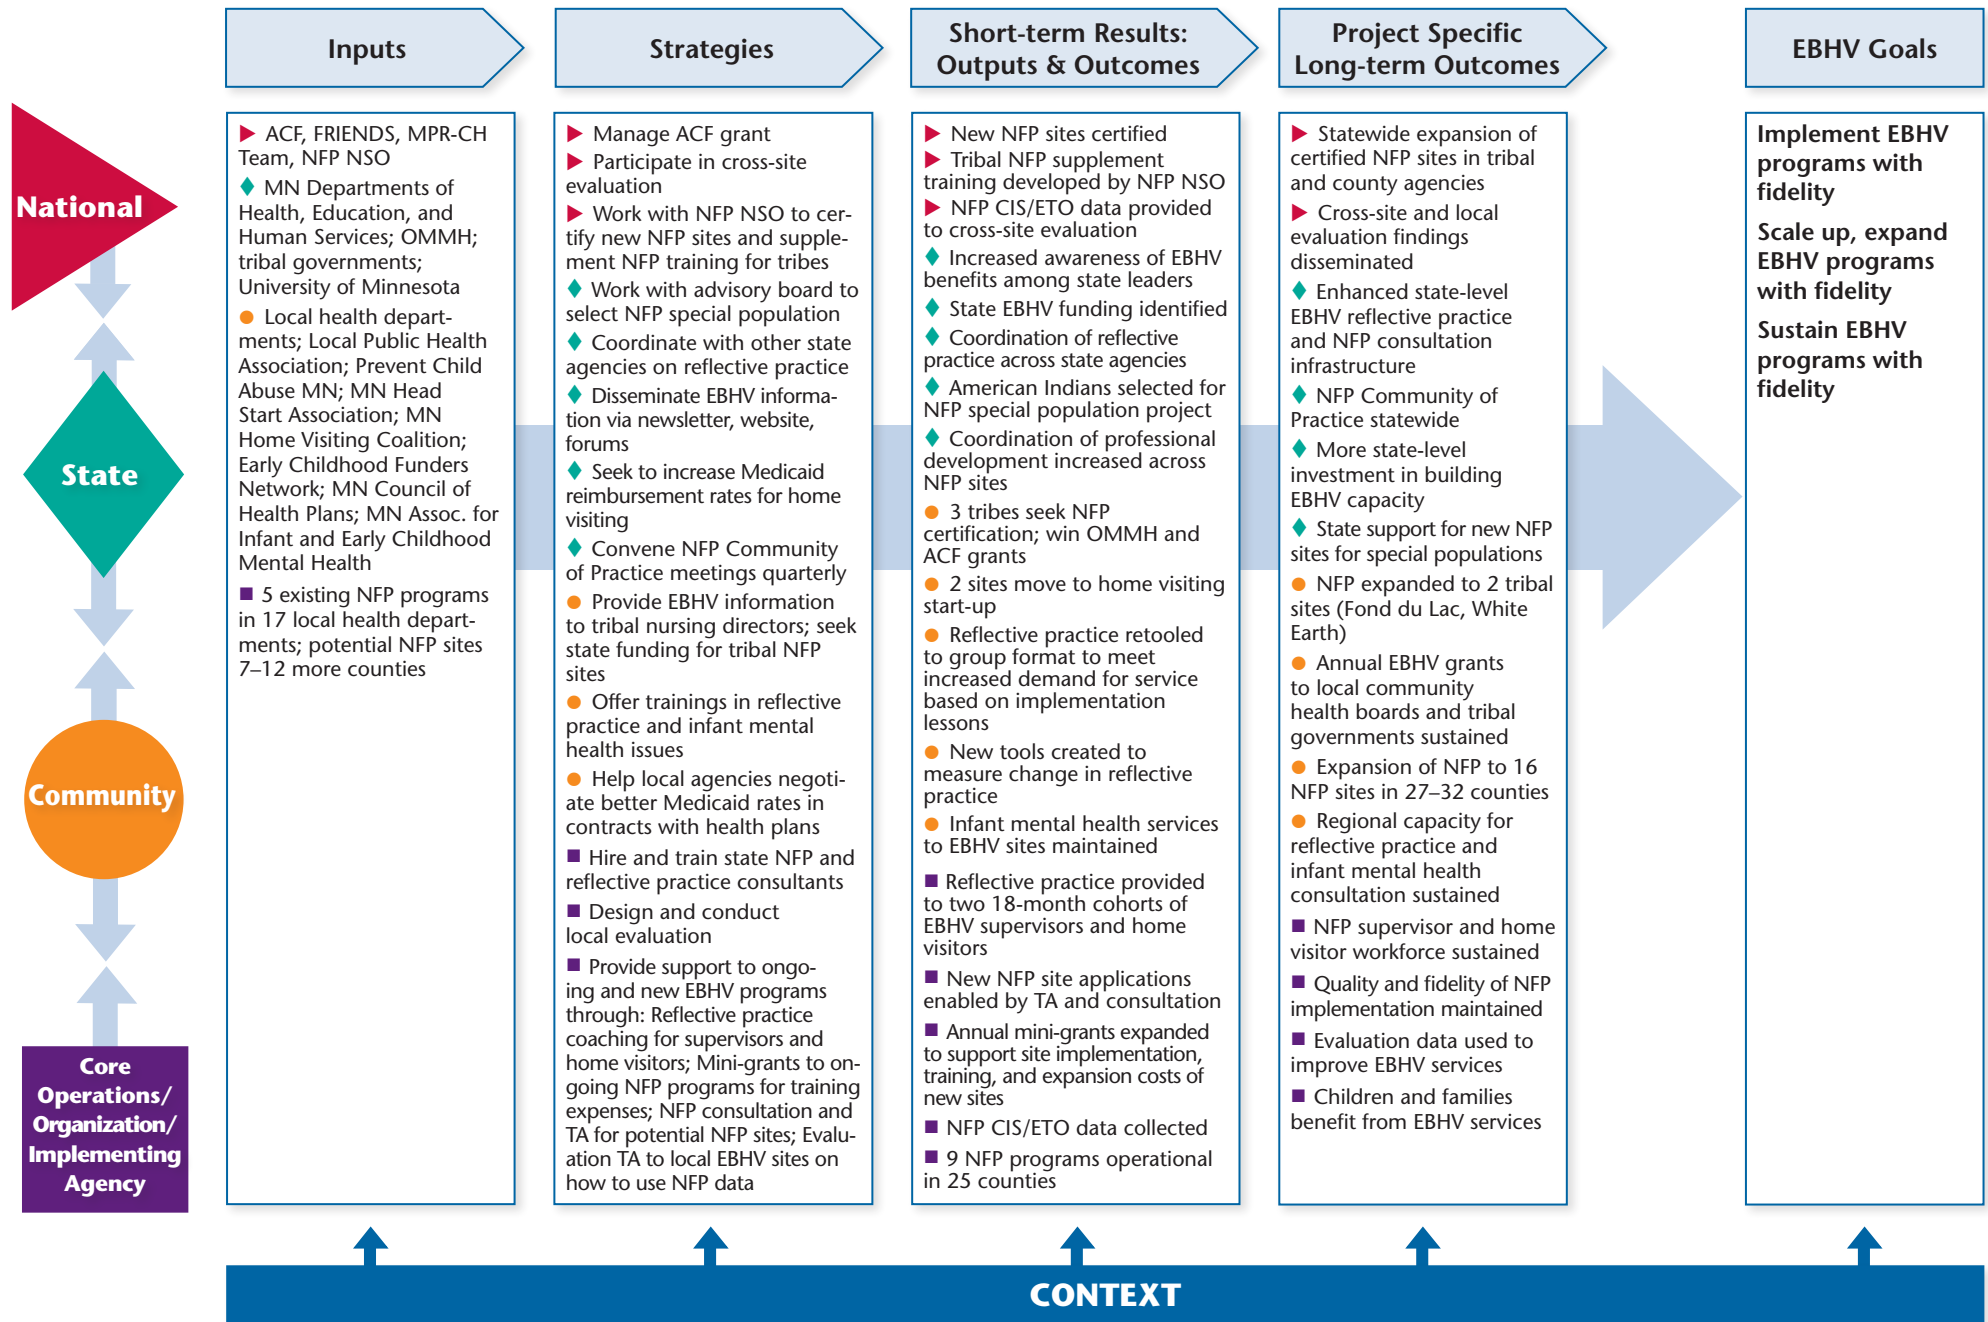 Inputs
Strategies
Short-term Results:
Outputs & Outcomes
Project Specific
Long-term Outcomes
EBHV Goals
National
State
Community
Core
Operations/
Organization/
Implementing
Agency
ACF, FRIENDS, MPR-CH
Team, NFP NSO
MN Departments of
Health, Education, and
Human Services; OMMH;
tribal governments;
University of Minnesota
Local health depart-
ments; Local Public Health
Association; Prevent Child
Abuse MN; MN Head
Start Association; MN
Home Visiting Coalition;
Early Childhood Funders
Network; MN Council of
Health Plans; MN Assoc. for
Infant and Early Childhood
Mental Health
5 existing NFP programs
in 17 local health depart-
ments; potential NFP sites
7–12 more counties
Manage ACF grant
Participate in cross-site
evaluation
Work with NFP NSO to cer-
tify new NFP sites and supple-
ment NFP training for tribes
Work with advisory board to
select NFP special population
Coordinate with other state
agencies on reflective practice
Disseminate EBHV informa-
tion via newsletter, website,
forums
Seek to increase Medicaid
reimbursement rates for home
visiting
Convene NFP Community
of Practice meetings quarterly
Provide EBHV information
to tribal nursing directors; seek
state funding for tribal NFP
sites
Offer trainings in reflective
practice and infant mental
health issues
Help local agencies negoti-
ate better Medicaid rates in
contracts with health plans
Hire and train state NFP and
reflective practice consultants
Design and conduct
local evaluation
Provide support to ongo-
ing and new EBHV programs
through: Reflective practice
coaching for supervisors and
home visitors; Mini-grants to on-
going NFP programs for training
expenses; NFP consultation and
TA for potential NFP sites; Evalu-
ation TA to local EBHV sites on
how to use NFP data
New NFP sites certified
Tribal NFP supplement
training developed by NFP NSO
NFP CIS/ETO data provided
to cross-site evaluation
Increased awareness of EBHV
benefits among state leaders
State EBHV funding identified
Coordination of reflective
practice across state agencies
American Indians selected for
NFP special population project
Coordination of professional
development increased across
NFP sites
3 tribes seek NFP
certification; win OMMH and
ACF grants
2 sites move to home visiting
start-up
Reflective practice retooled
to group format to meet
increased demand for service
based on implementation
lessons
New tools created to
measure change in reflective
practice
Infant mental health services
to EBHV sites maintained
Reflective practice provided
to two 18-month cohorts of
EBHV supervisors and home
visitors
New NFP site applications
enabled by TA and consultation
Annual mini-grants expanded
to support site implementation,
training, and expansion costs of
new sites
NFP CIS/ETO data collected
9 NFP programs operational
in 25 counties
Statewide expansion of
certified NFP sites in tribal
and county agencies
Cross-site and local
evaluation findings
disseminated
Enhanced state-level
EBHV reflective practice
and NFP consultation
infrastructure
NFP Community of
Practice statewide
More state-level
investment in building
EBHV capacity
State support for new NFP
sites for special populations
NFP expanded to 2 tribal
sites (Fond du Lac, White
Earth)
Annual EBHV grants
to local community
health boards and tribal
governments sustained
Expansion of NFP to 16
NFP sites in 27–32 counties
Regional capacity for
reflective practice and
infant mental health
consultation sustained
NFP supervisor and home
visitor workforce sustained
Quality and fidelity of NFP
implementation maintained
Evaluation data used to
improve EBHV services
Children and families
benefit from EBHV services
Implement EBHV
programs with
fidelity
Scale up, expand
EBHV programs
with fidelity
Sustain EBHV
programs with
fidelity
CONTEXT